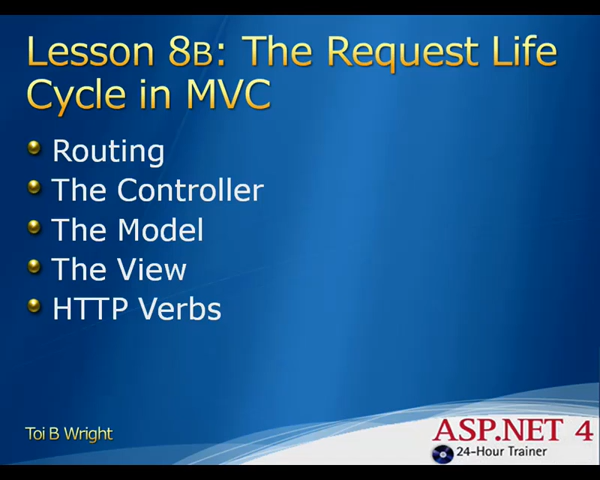 Lesson 8B: The Request Life
Cycle in MVC
Routing
The Controller
The Model
The View
HTTP Verbs
Toi B Wright
ASP.NET 4
24-Hour Trainer